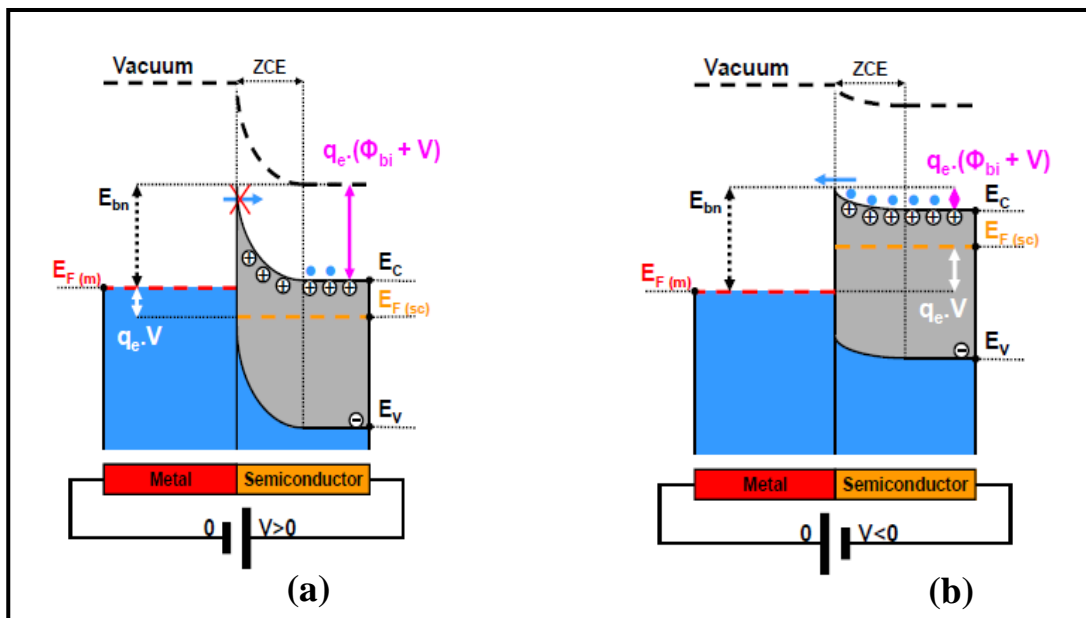 Vacuum
ZCE
qe.(Φbi + V)
Ebn
EC
EF (m)
EF (sc)
qe.V
EV
Metal
Semiconductor
0
V>0
(a)
Vacuum
ZCE
qe.(Φbi + V)
Ebn
EC
EF (sc)
EF (m)
qe.V
EV
Metal
Semiconductor
0
V<0
(b)